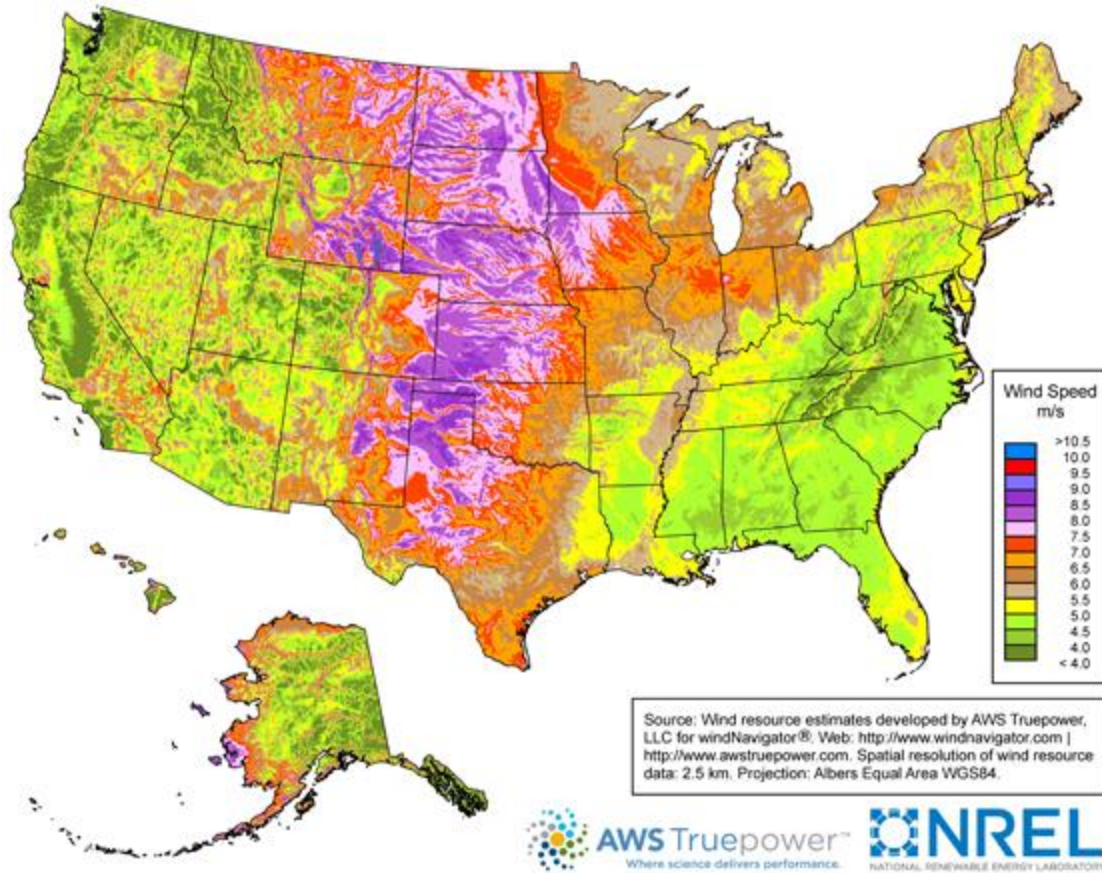 Wind Speed
m/s
>10.5
10.0
9.5
9.0
8.5
8.0
7.5
7.0
6.5
6.0
5.5
5.0
4.5
4.0
< 4.0
Source: Wind resource estimates developed by AWS Truepower,
LLC for windNavigator®. Web: http://www.windnavigator.com |
http://www.awstruepower.com. Spatial resolution of wind resource
data: 2.5 km. Projection: Albers Equal Area WGS84.
AWS Truepower™
Where science delivers performance.
NREL
NATIONAL RENEWABLE ENERGY LABORATORY